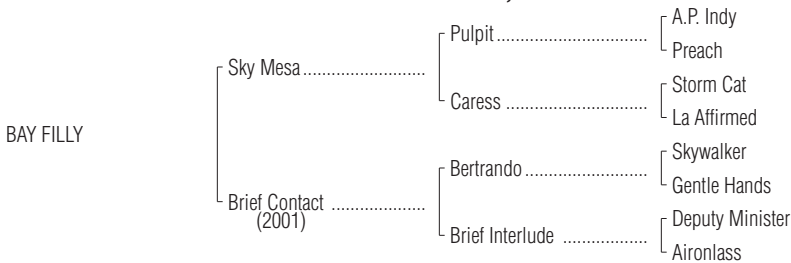 A.P. Indy
Pulpit..................................
Preach
Sky Mesa...........................
Storm Cat
Caress ................................
La Affirmed
BAY FILLY
Skywalker
Bertrando...........................
Gentle Hands
Brief Contact .....................
(2001)
Deputy Minister
Brief Interlude ...................
Aironlass